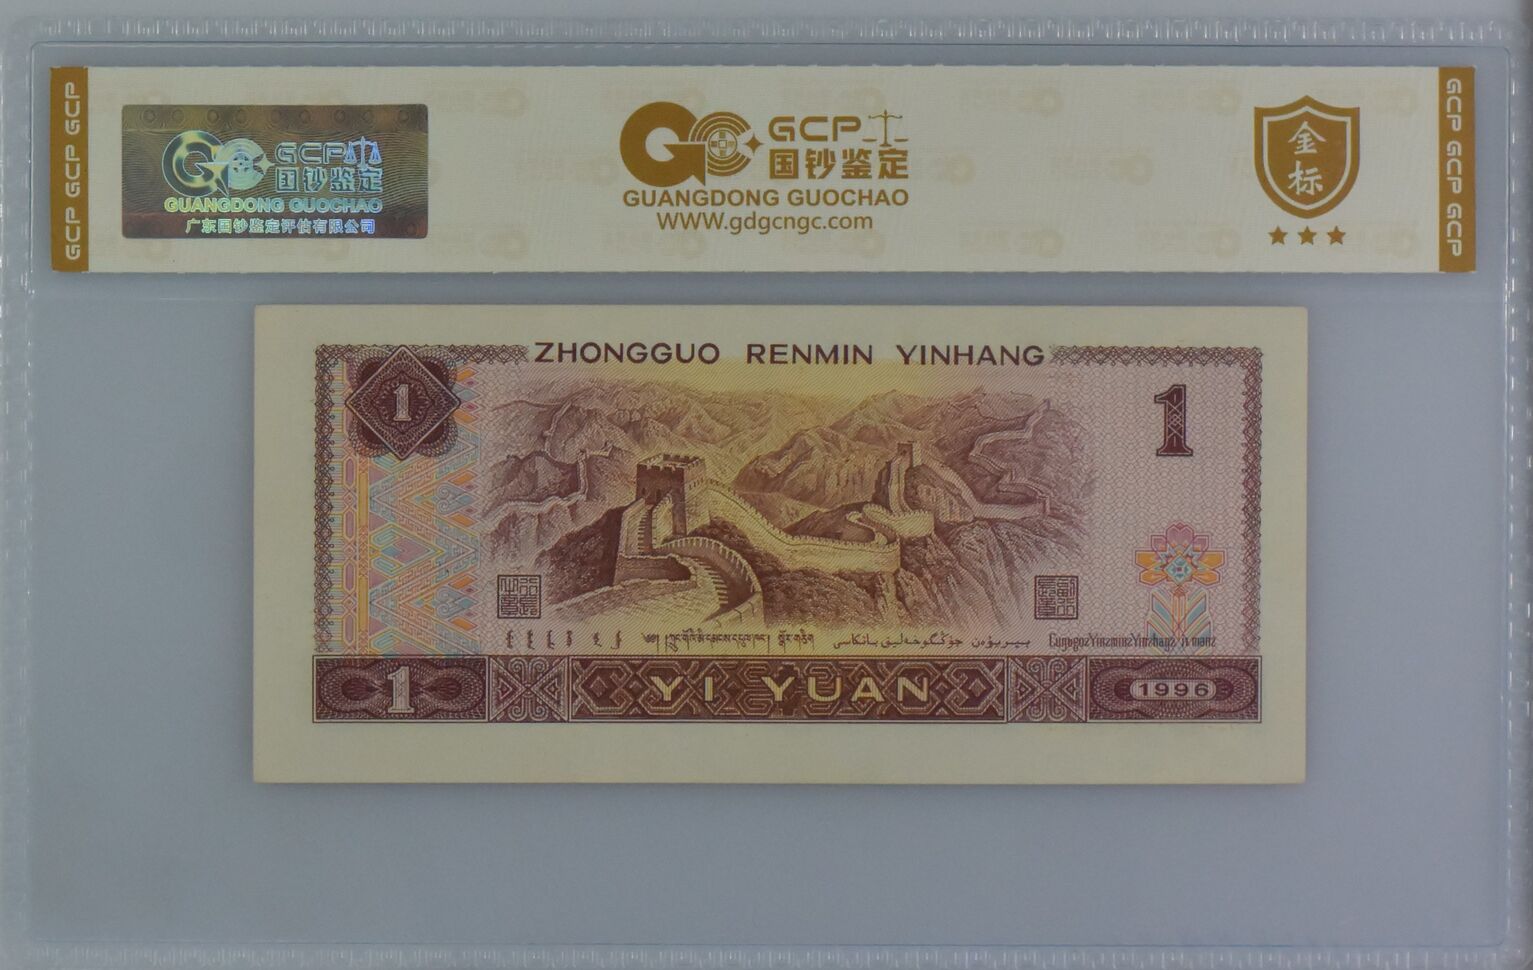 GCP GCP GCP
GCP
国钞鉴定
GUANGDONG GUOCHAO
广东国钞鉴定评估有限公司
GCP
国钞鉴定
GUANGDONG GUOCHAO
WWW.gdgcngc.com
金标
GCP GCP GCP
ZHONGGUO RENMIN YINHANG
1
1
1
YI YUAN
1996